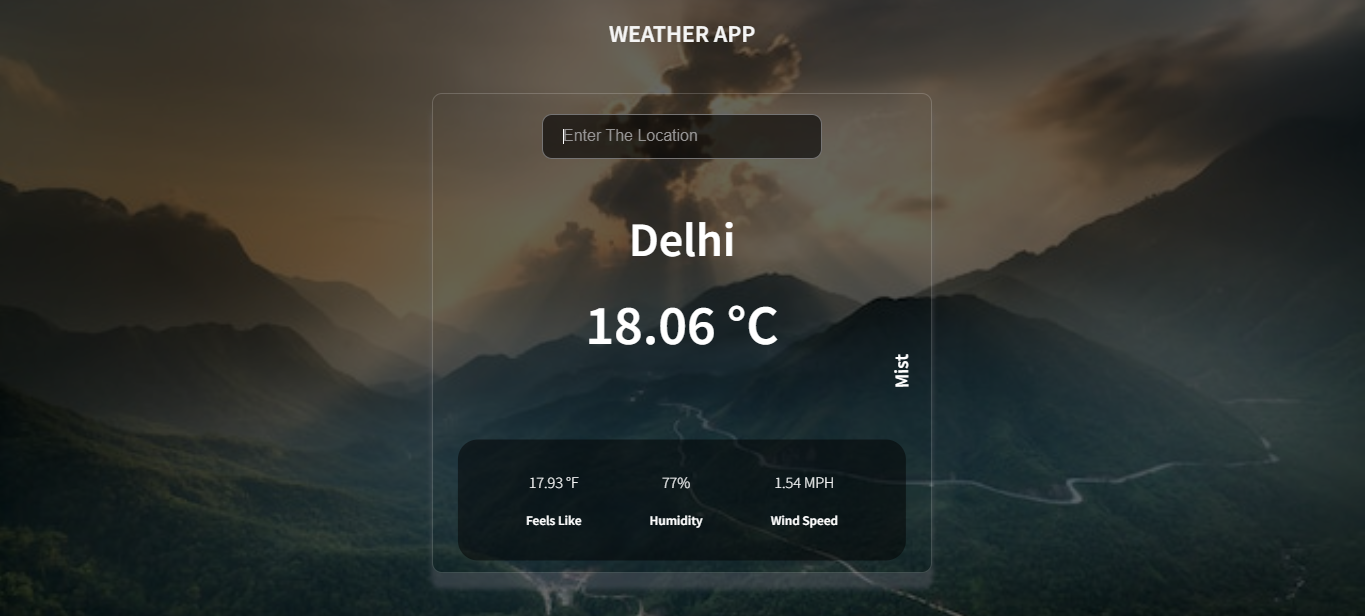 WEATHER APP
Enter The Location
Delhi
18.06 °C
Mist
17.93 °F 77% 1.54 MPH
Feels Like Humidity Wind Speed